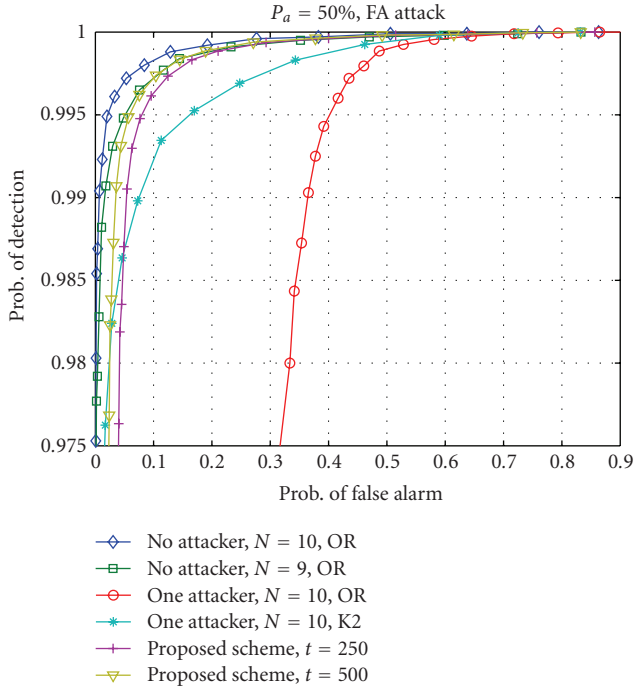 P_a = 50%, FA attack
1
0.995
0.99
0.985
0.98
0.975
Prob. of detection
0 0.1 0.2 0.3 0.4 0.5 0.6 0.7 0.8 0.9
Prob. of false alarm
No attacker, N = 10, OR
No attacker, N = 9, OR
One attacker, N = 10, OR
One attacker, N = 10, K2
Proposed scheme, t = 250
Proposed scheme, t = 500